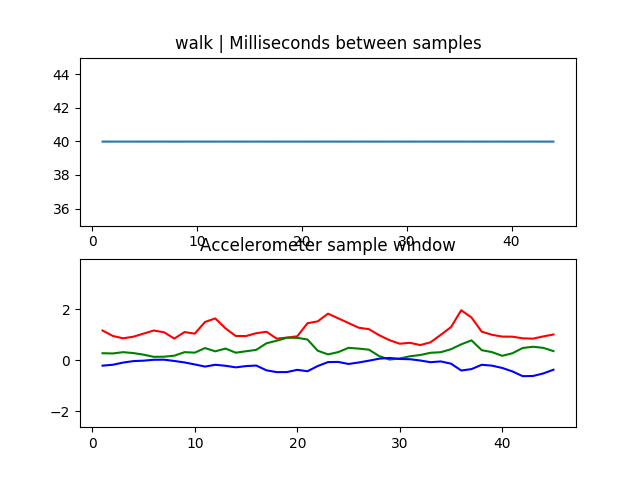 walk | Milliseconds between samples
44
42
40
38
36
0 10 20 30 40
Accelerometer sample window
2
0
−2
0 10 20 30 40